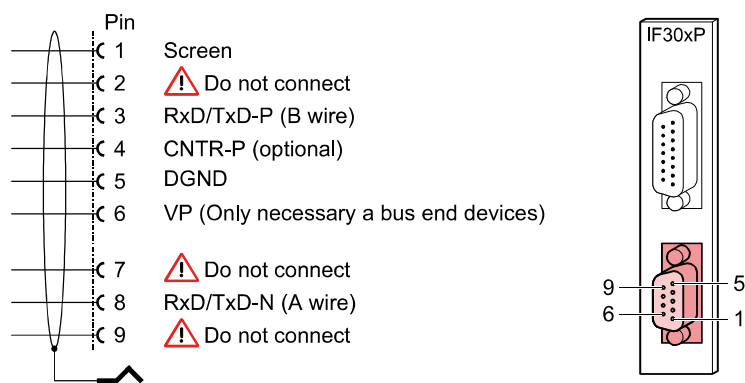 Pin
1 Screen
2 Do not connect
3 RxD/TxD-P (B wire)
4 CNTR-P (optional)
5 DGND
6 VP (Only necessary a bus end devices)
7 Do not connect
8 RxD/TxD-N (A wire)
9 Do not connect
IF30xP
9 5
6 1